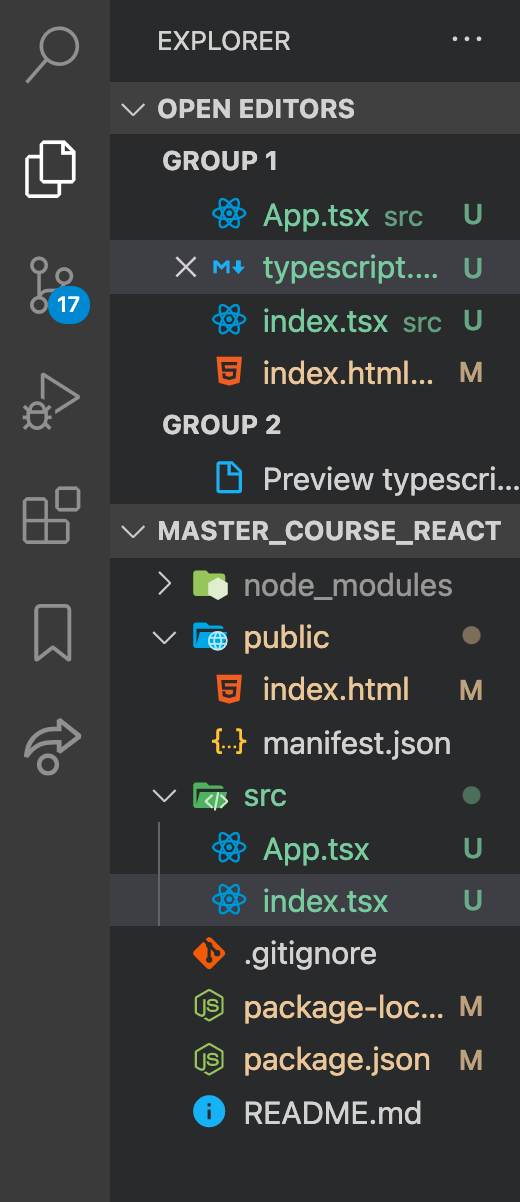 EXPLORER ...
OPEN EDITORS
GROUP 1
App.tsx src U
typescript.... U
index.tsx src U
index.html... M
GROUP 2
Preview typescri...
17
MASTER_COURSE_REACT
node_modules
public
index.html M
{..} manifest.json
src
App.tsx U
index.tsx U
.gitignore
JS package-loc... M
JS package.json M
README.md